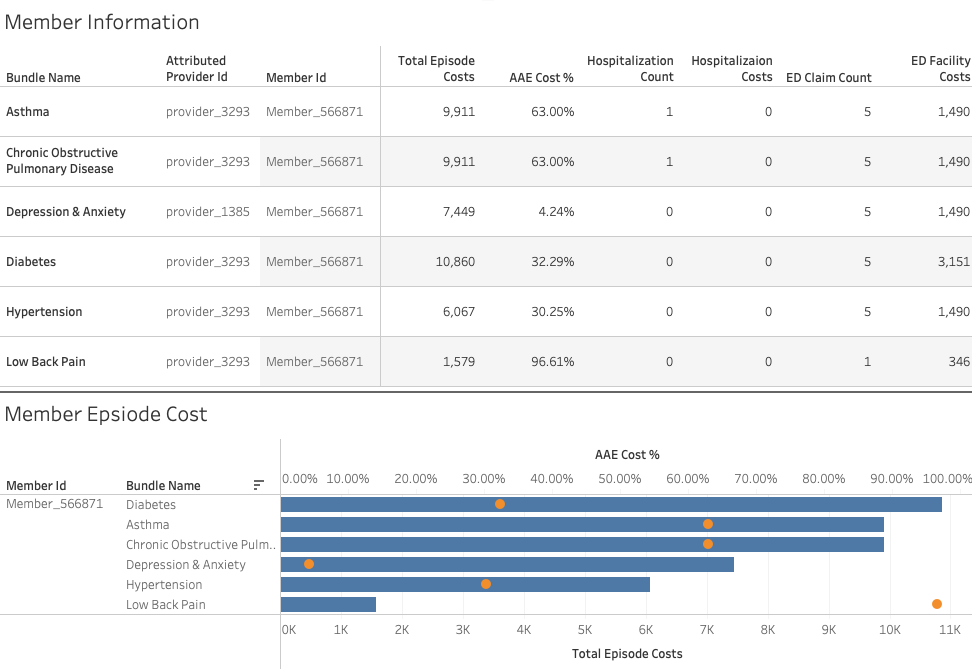 Member Information
Bundle Name Attributed Provider Id Member Id Total Episode Costs AAE Cost % Hospitalization Count Hospitalizaion Costs ED Claim Count ED Facility Costs
Asthma provider_3293 Member_566871 9,911 63.00% 1 0 5 1,490
Chronic Obstructive
Pulmonary Disease provider_3293 Member_566871 9,911 63.00% 1 0 5 1,490
Depression & Anxiety provider_1385 Member_566871 7,449 4.24% 0 0 5 1,490
Diabetes provider_3293 Member_566871 10,860 32.29% 0 0 5 3,151
Hypertension provider_3293 Member_566871 6,067 30.25% 0 0 5 1,490
Low Back Pain provider_3293 Member_566871 1,579 96.61% 0 0 1 346
Member Epsiode Cost
AAE Cost %
Member Id Bundle Name 0.00% 10.00% 20.00% 30.00% 40.00% 50.00% 60.00% 70.00% 80.00% 90.00% 100.00%
Member_566871 Diabetes
Asthma
Chronic Obstructive Pulm..
Depression & Anxiety
Hypertension
Low Back Pain
0K 1K 2K 3K 4K 5K 6K 7K 8K 9K 10K 11K
Total Episode Costs